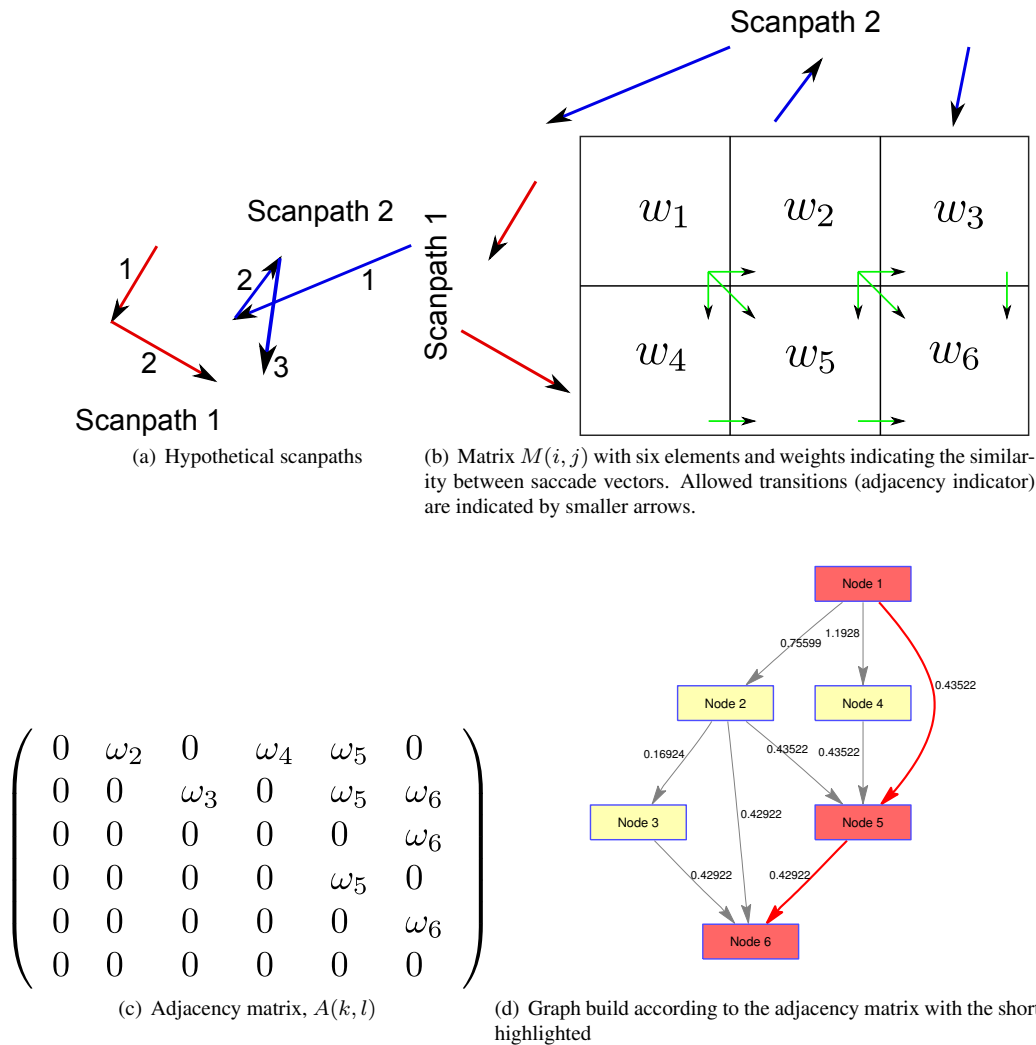 Scanpath 2
Scanpath 2
1
2
1
2
3
Scanpath 1
Scanpath 1
w1 w2 w3
w4 w5 w6
(a) Hypothetical scanpaths
(b) Matrix M(i, j) with six elements and weights indicating the similar-
ity between saccade vectors. Allowed transitions (adjacency indicator)
are indicated by smaller arrows.
0 ω2 0 ω4 ω5 0
0 0 ω3 0 ω5 ω6
0 0 0 0 0 ω6
0 0 0 0 ω5 0
0 0 0 0 0 ω6
0 0 0 0 0 0
(c) Adjacency matrix, A(k, l)
Node 1
0.75599
1.1928
0.43522
Node 2
Node 4
0.16924
0.43522
0.43522
0.42922
Node 3
Node 5
0.42922
0.42922
Node 6
(d) Graph build according to the adjacency matrix with the short
highlighted